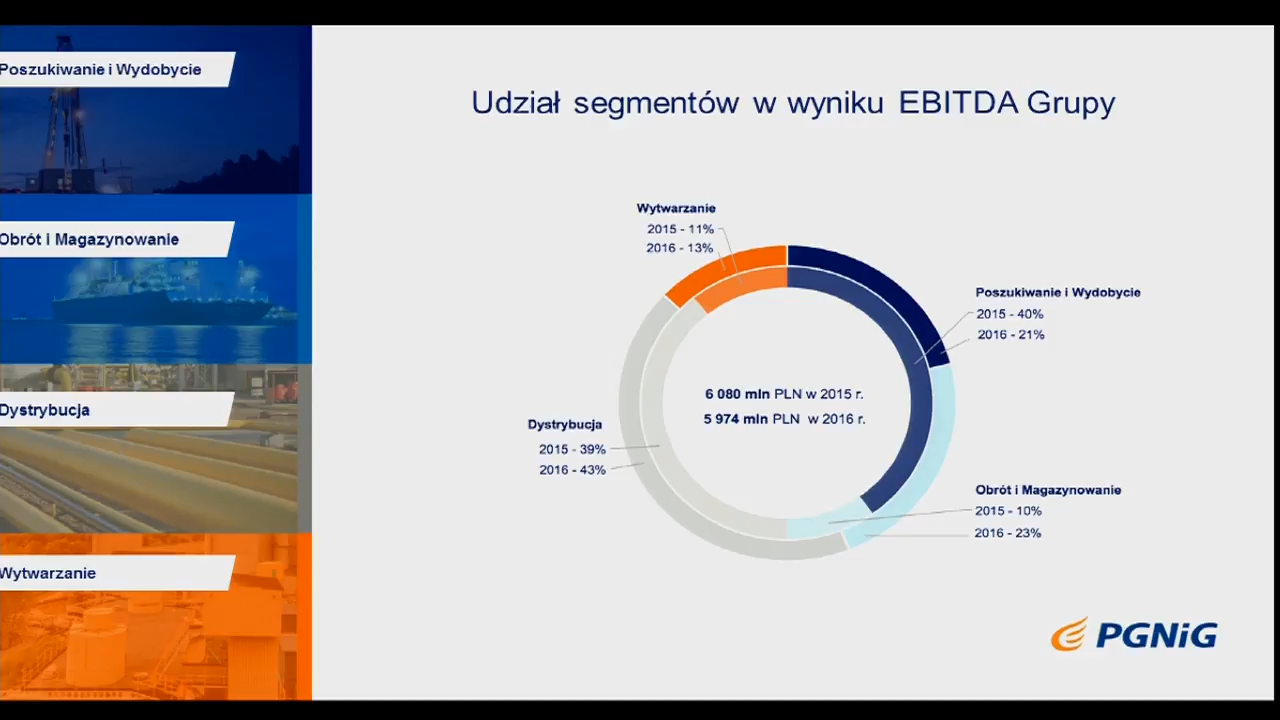 Poszukiwanie i Wydobycie
Obrót i Magazynowanie
Dystrybucja
Wytwarzanie
Udział segmentów w wyniku EBITDA Grupy
Wytwarzanie
2015 - 11%
2016 - 13%
Poszukiwanie i Wydobycie
2015 - 40%
2016 - 21%
6 080 mln PLN w 2015 r.
5 974 mln PLN w 2016 r.
Dystrybucja
2015 - 39%
2016 - 43%
Obrót i Magazynowanie
2015 - 10%
2016 - 23%
PGNiG